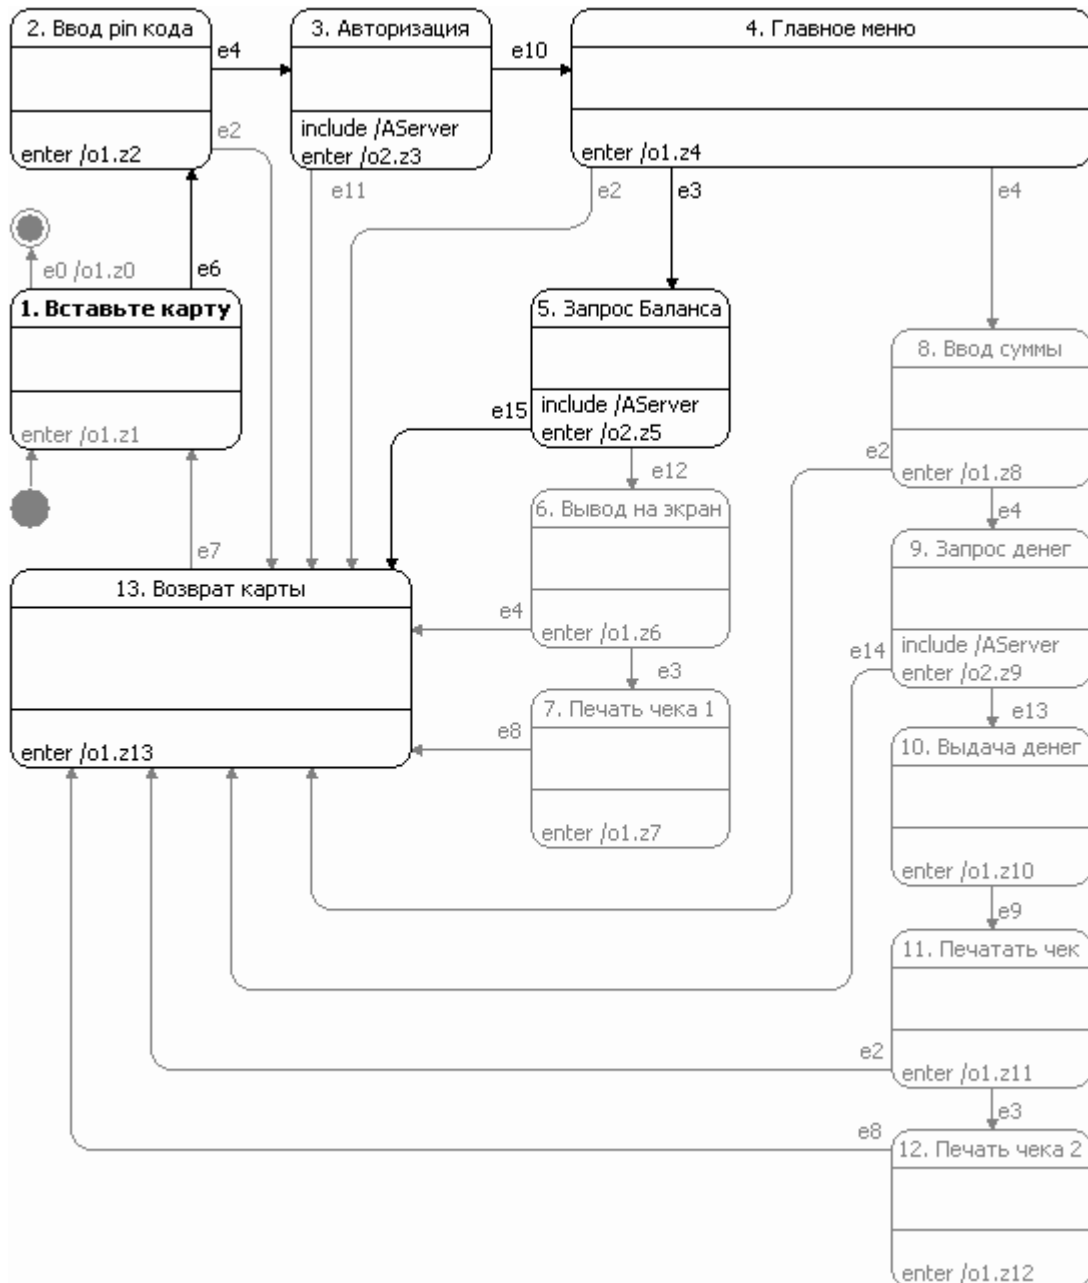 2. Ввод pin кода
e4
3. Авторизация
e10
4. Главное меню
enter /o1.z2
e2
include /AServer
enter /o2.z3
e11
enter /o1.z4
e2
e3
e4
e0 /o1.z0
e6
1. Вставьте карту
enter /o1.z1
5. Запрос Баланса
include /AServer
enter /o2.z5
e15
e12
8. Ввод суммы
enter /o1.z8
e2
e4
6. Вывод на экран
enter /o1.z6
e4
e3
9. Запрос денег
include /AServer
enter /o2.z9
e14
e13
e7
13. Возврат карты
enter /o1.z13
7. Печать чека 1
e8
enter /o1.z7
10. Выдача денег
enter /o1.z10
e9
11. Печатать чек
e2
enter /o1.z11
e3
e8
12. Печать чека 2
enter /o1.z12